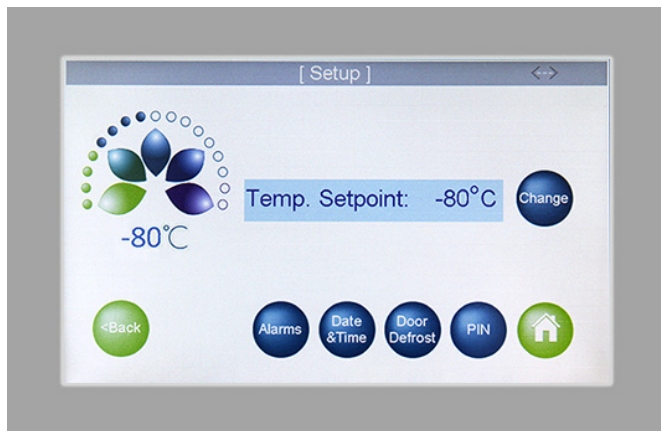 [ Setup ]
<-->
Temp. Setpoint: -80°C
Change
-80°C
<Back
Alarms
Date
&Time
Door
Defrost
PIN